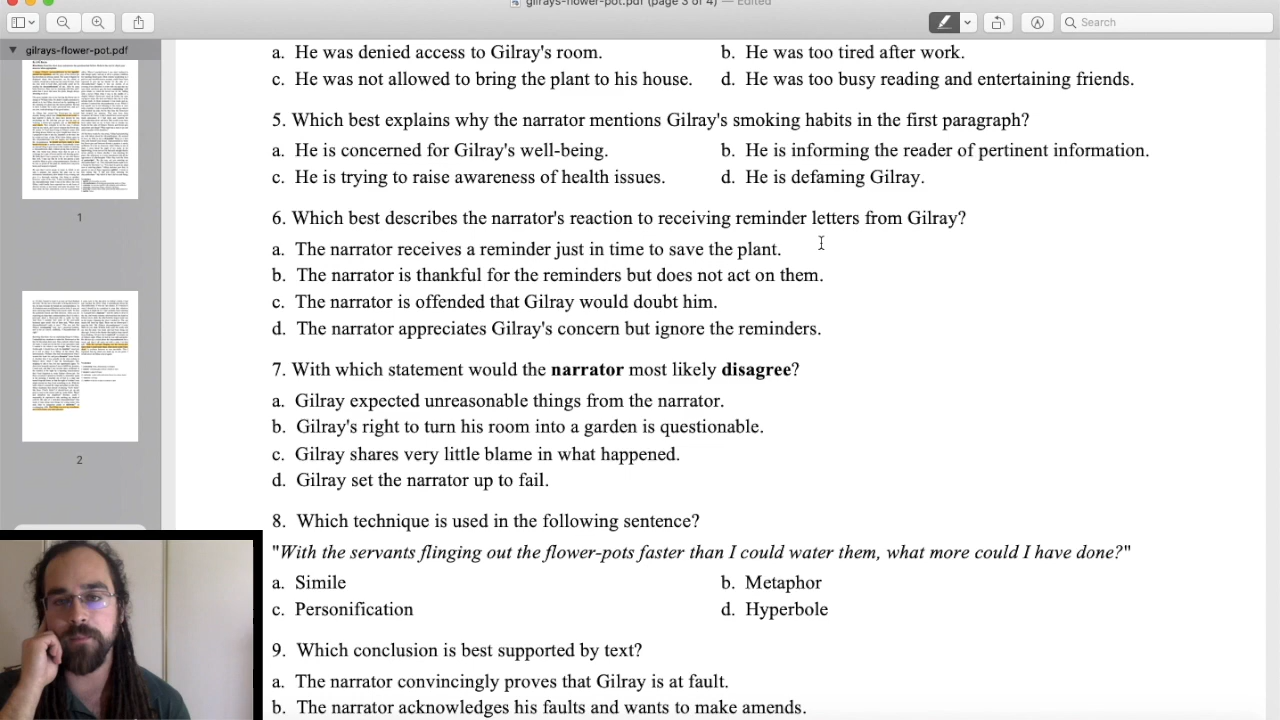 gilrays-flower-pot.pdf (page 3 of 4) — Edited
Search
gilrays-flower-pot.pdf
1
2
a. He was denied access to Gilray's room. b. He was too tired after work.
He was not allowed to bring the plant to his house. d. He was too busy reading and entertaining friends.
5. Which best explains why the narrator mentions Gilray's smoking habits in the first paragraph?
a He is concerned for Gilray's well-being. b. He is informing the reader of pertinent information.
He is trying to raise awareness of health issues. d. He is defaming Gilray.
6. Which best describes the narrator's reaction to receiving reminder letters from Gilray?
a. The narrator receives a reminder just in time to save the plant.
b. The narrator is thankful for the reminders but does not act on them.
c. The narrator is offended that Gilray would doubt him.
d. The narrator appreciates Gilray's concern but ignore the reminders.
7. With which statement would the narrator most likely disagree?
a. Gilray expected unreasonable things from the narrator.
b. Gilray's right to turn his room into a garden is questionable.
c. Gilray shares very little blame in what happened.
d. Gilray set the narrator up to fail.
8. Which technique is used in the following sentence?
"With the servants flinging out the flower-pots faster than I could water them, what more could I have done?"
a. Simile b. Metaphor
c. Personification d. Hyperbole
9. Which conclusion is best supported by text?
a. The narrator convincingly proves that Gilray is at fault.
b. The narrator acknowledges his faults and wants to make amends.